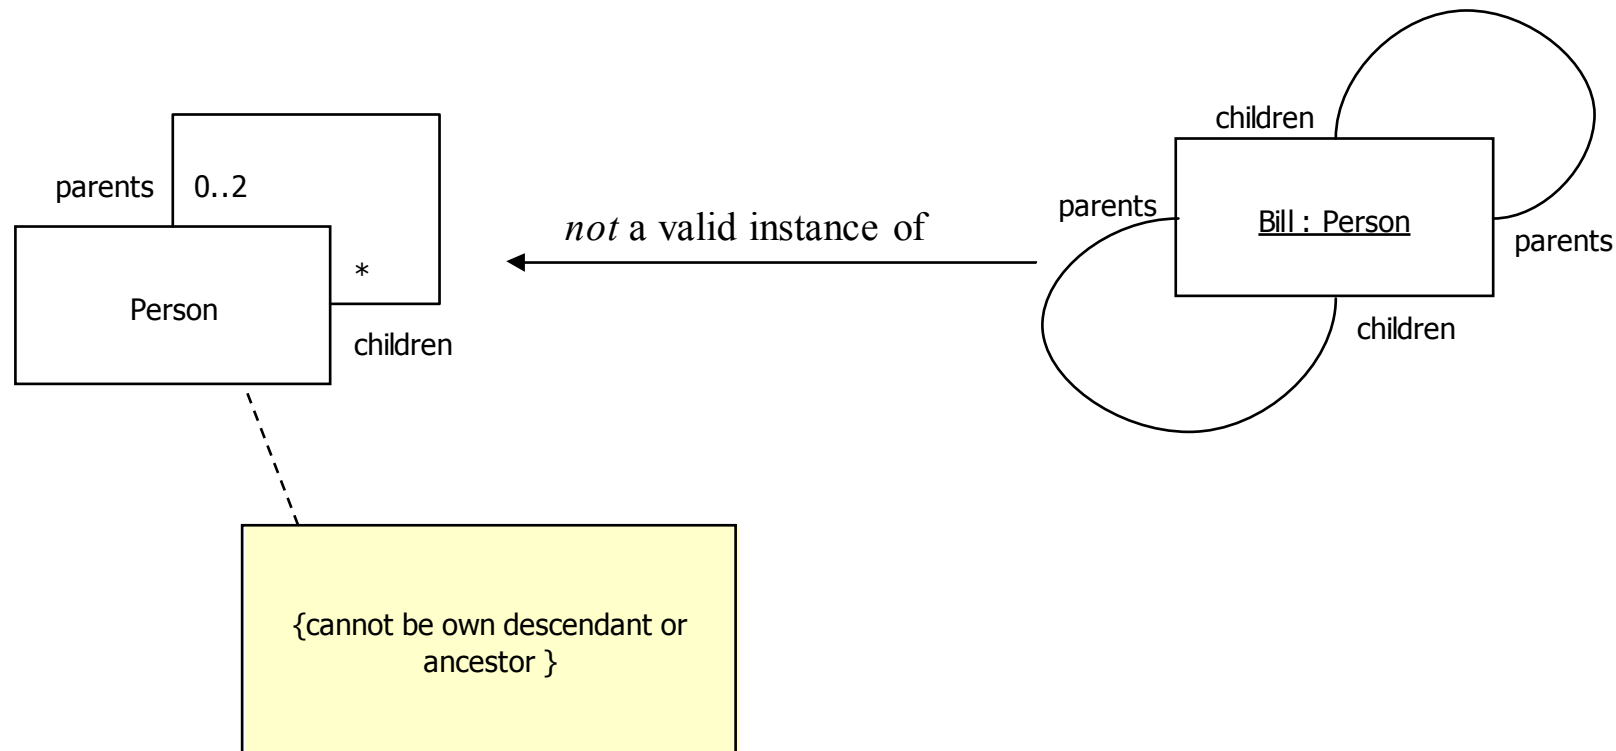 parents
0..2
*
Person
children
not a valid instance of
children
parents
Bill : Person
parents
children
{cannot be own descendant or
ancestor }